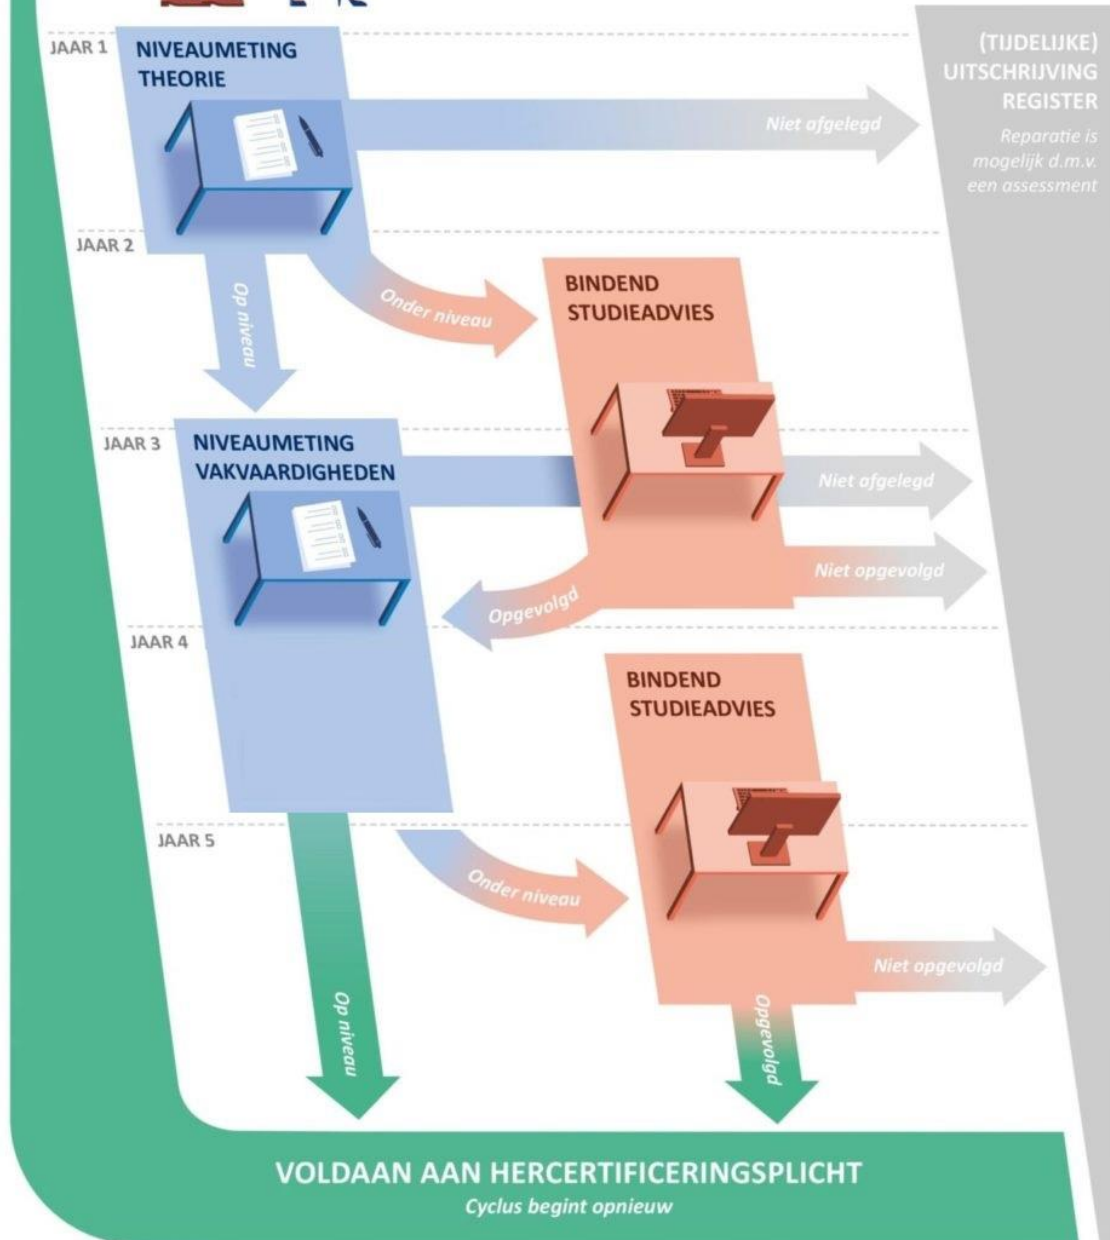 JAAR 1
NIVEAUMETING
THEORIE
Niet afgelegd
(TIJDELIJKE)
UITSCHRIJVING
REGISTER
Reparatie is
mogelijk d.m.v.
een assessment
JAAR 2
Op niveau
Onder niveau
BINDEND
STUDIEADVIES
JAAR 3
NIVEAUMETING
VAKVAARDIGHEDEN
Niet afgelegd
Niet opgevolgd
Opgevolgd
JAAR 4
BINDEND
STUDIEADVIES
JAAR 5
Onder niveau
Niet opgevolgd
Op niveau
Opgevolgd
VOLDAAN AAN HERCERTIFICERINGSPLICHT
Cyclus begint opnieuw